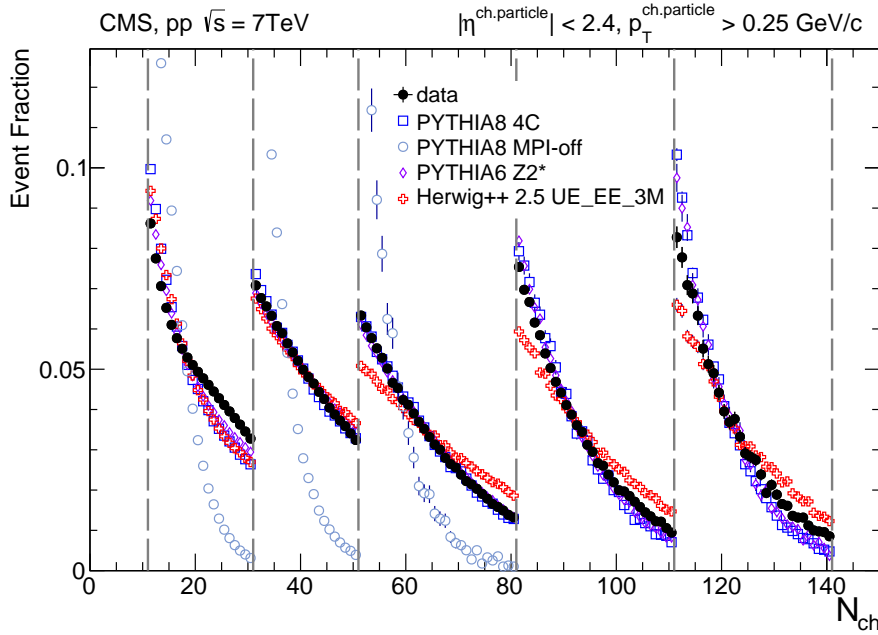 CMS, pp √s = 7TeV
|η^ch.particle| < 2.4, p_T^ch.particle > 0.25 GeV/c
Event Fraction
data
PYTHIA8 4C
PYTHIA8 MPI-off
PYTHIA6 Z2*
Herwig++ 2.5 UE_EE_3M
0.1
0.05
0
0 20 40 60 80 100 120 140
N_ch